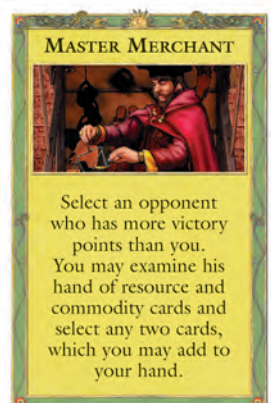 MASTER MERCHANT
Select an opponent
who has more victory
points than you.
You may examine his
hand of resource and
commodity cards and
select any two cards,
which you may add to
your hand.